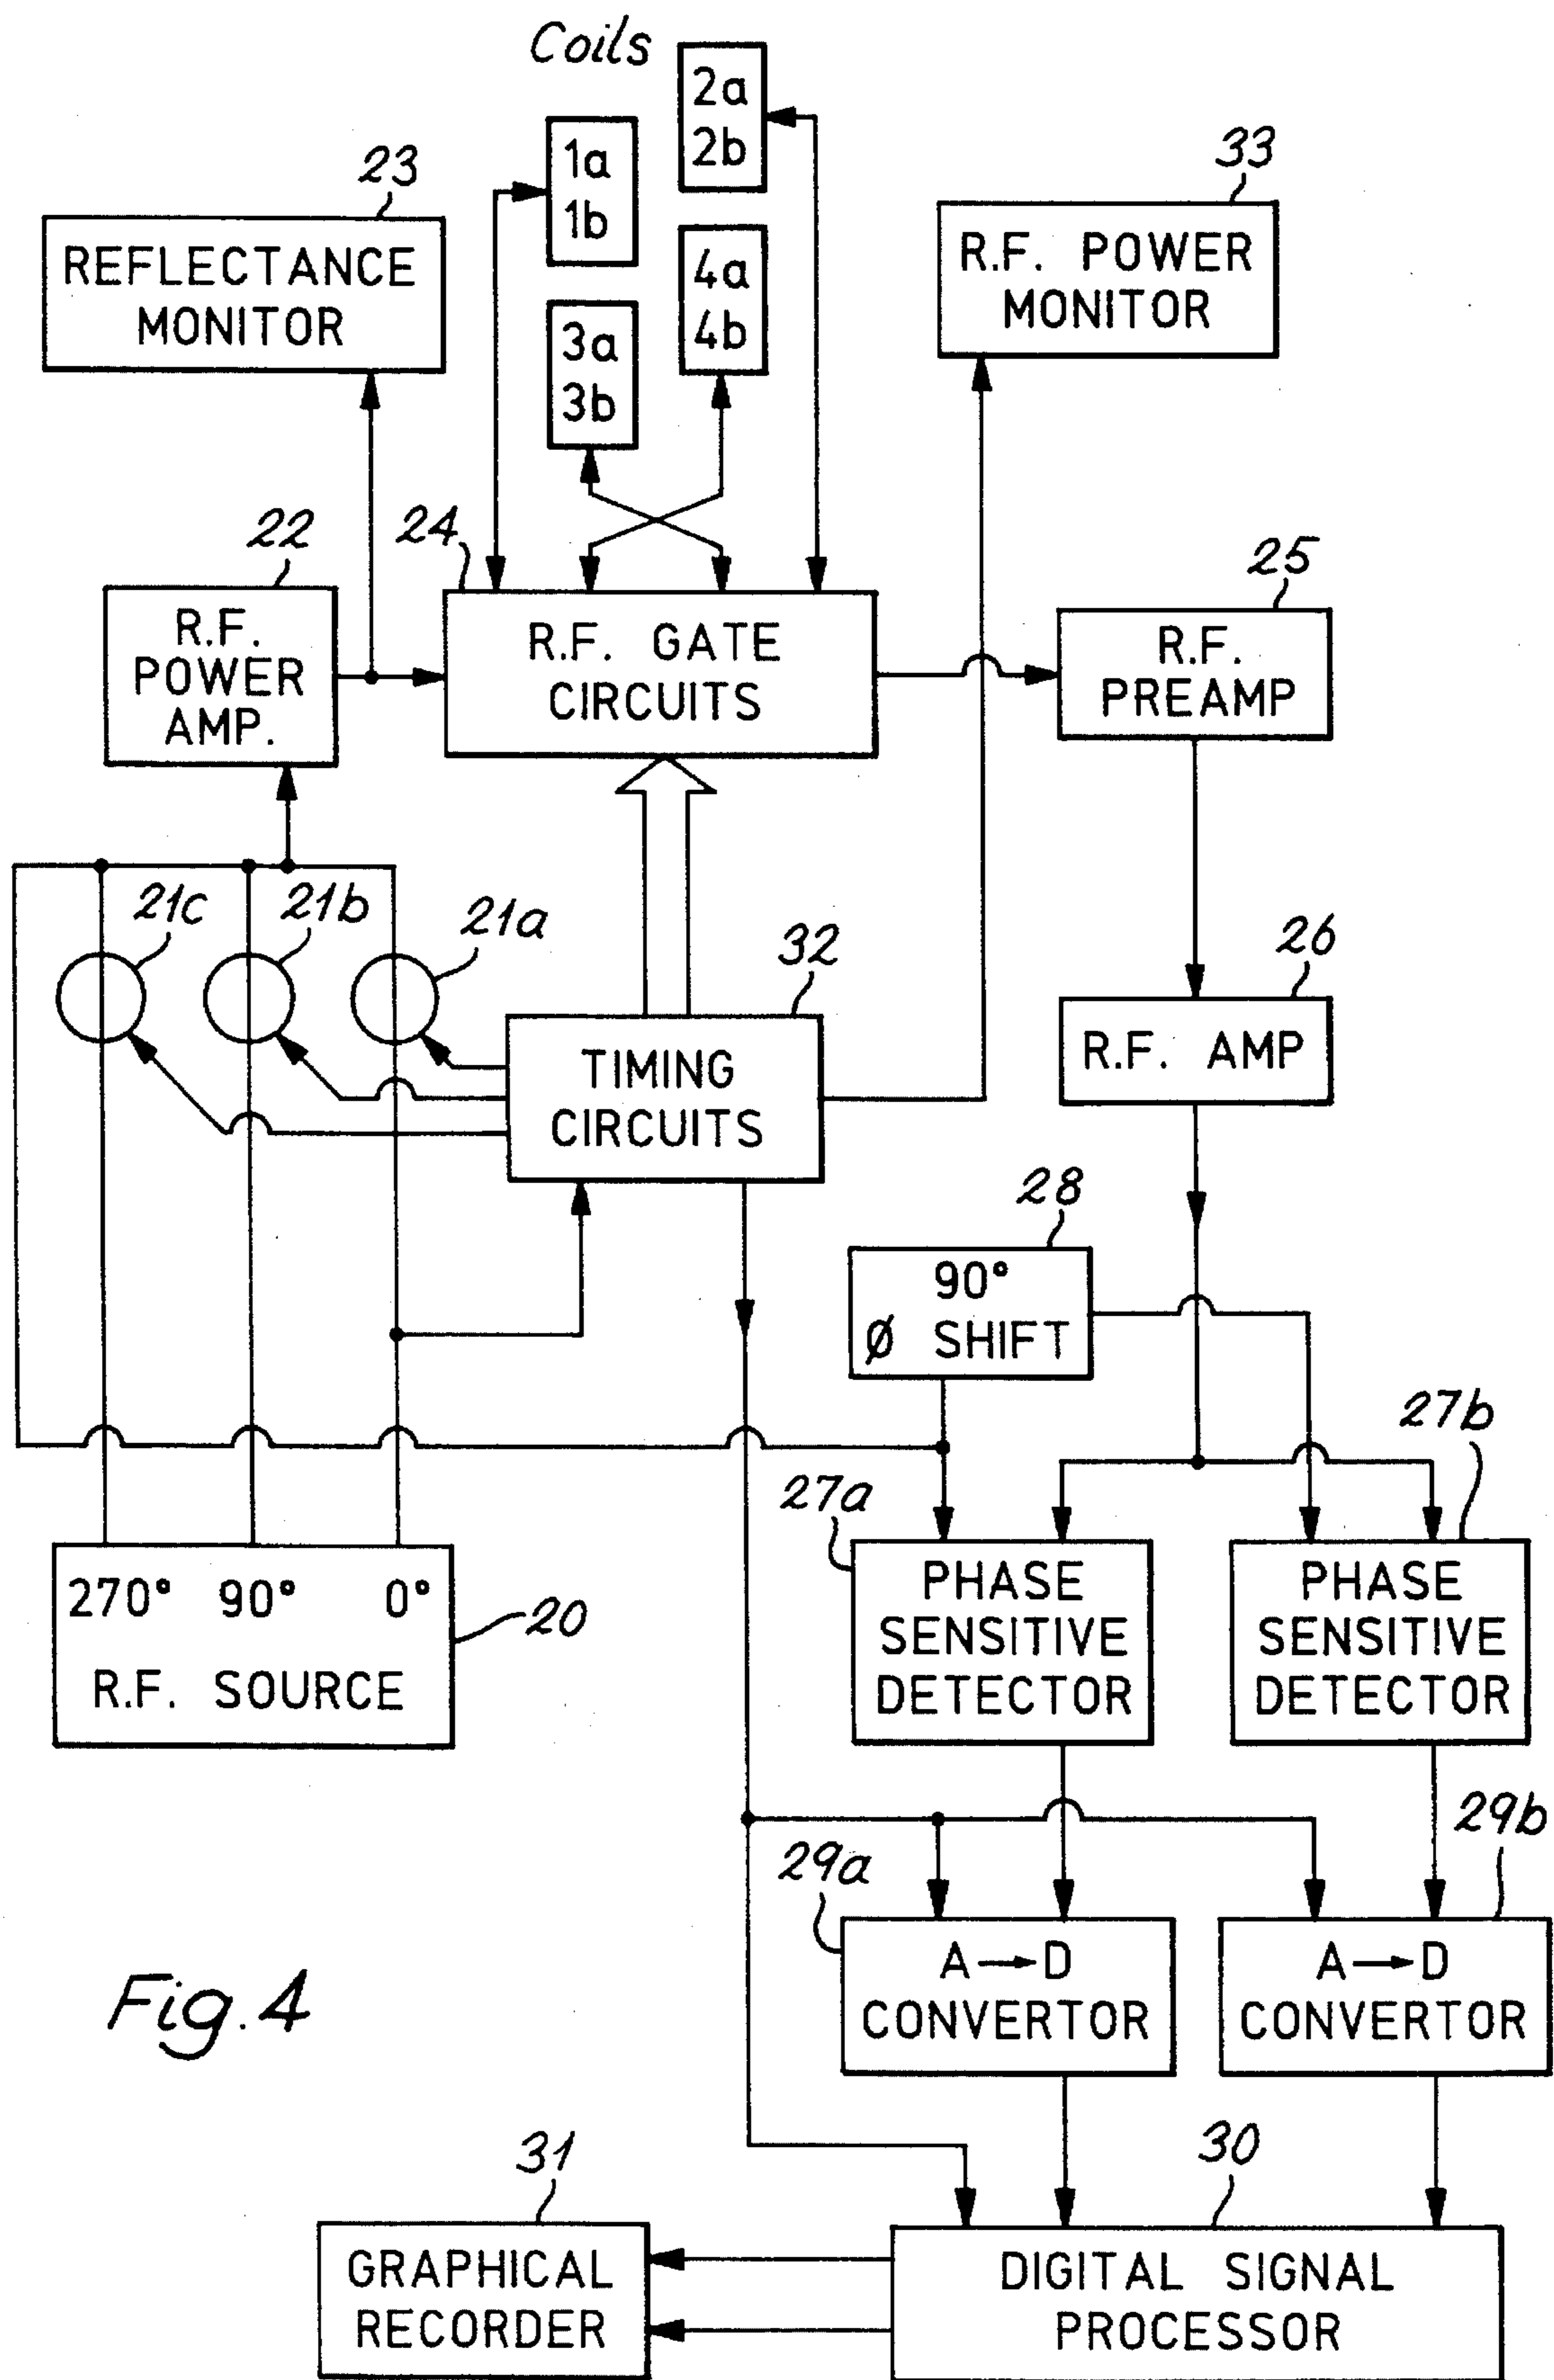 Coils
2a
2b
1a
1b
23
33
REFLECTANCE
MONITOR
4a
4b
R.F. POWER
MONITOR
3a
3b
22
24
25
R.F.
POWER
AMP.
R.F. GATE
CIRCUITS
R.F.
PREAMP
21c
21b
21a
32
26
TIMING
CIRCUITS
R.F. AMP
28
90°
Ø SHIFT
27b
27a
270° 90° 0°
R.F. SOURCE
20
PHASE
SENSITIVE
DETECTOR
PHASE
SENSITIVE
DETECTOR
29b
29a
A→D
CONVERTOR
A→D
CONVERTOR
Fig. 4
31
30
GRAPHICAL
RECORDER
DIGITAL SIGNAL
PROCESSOR